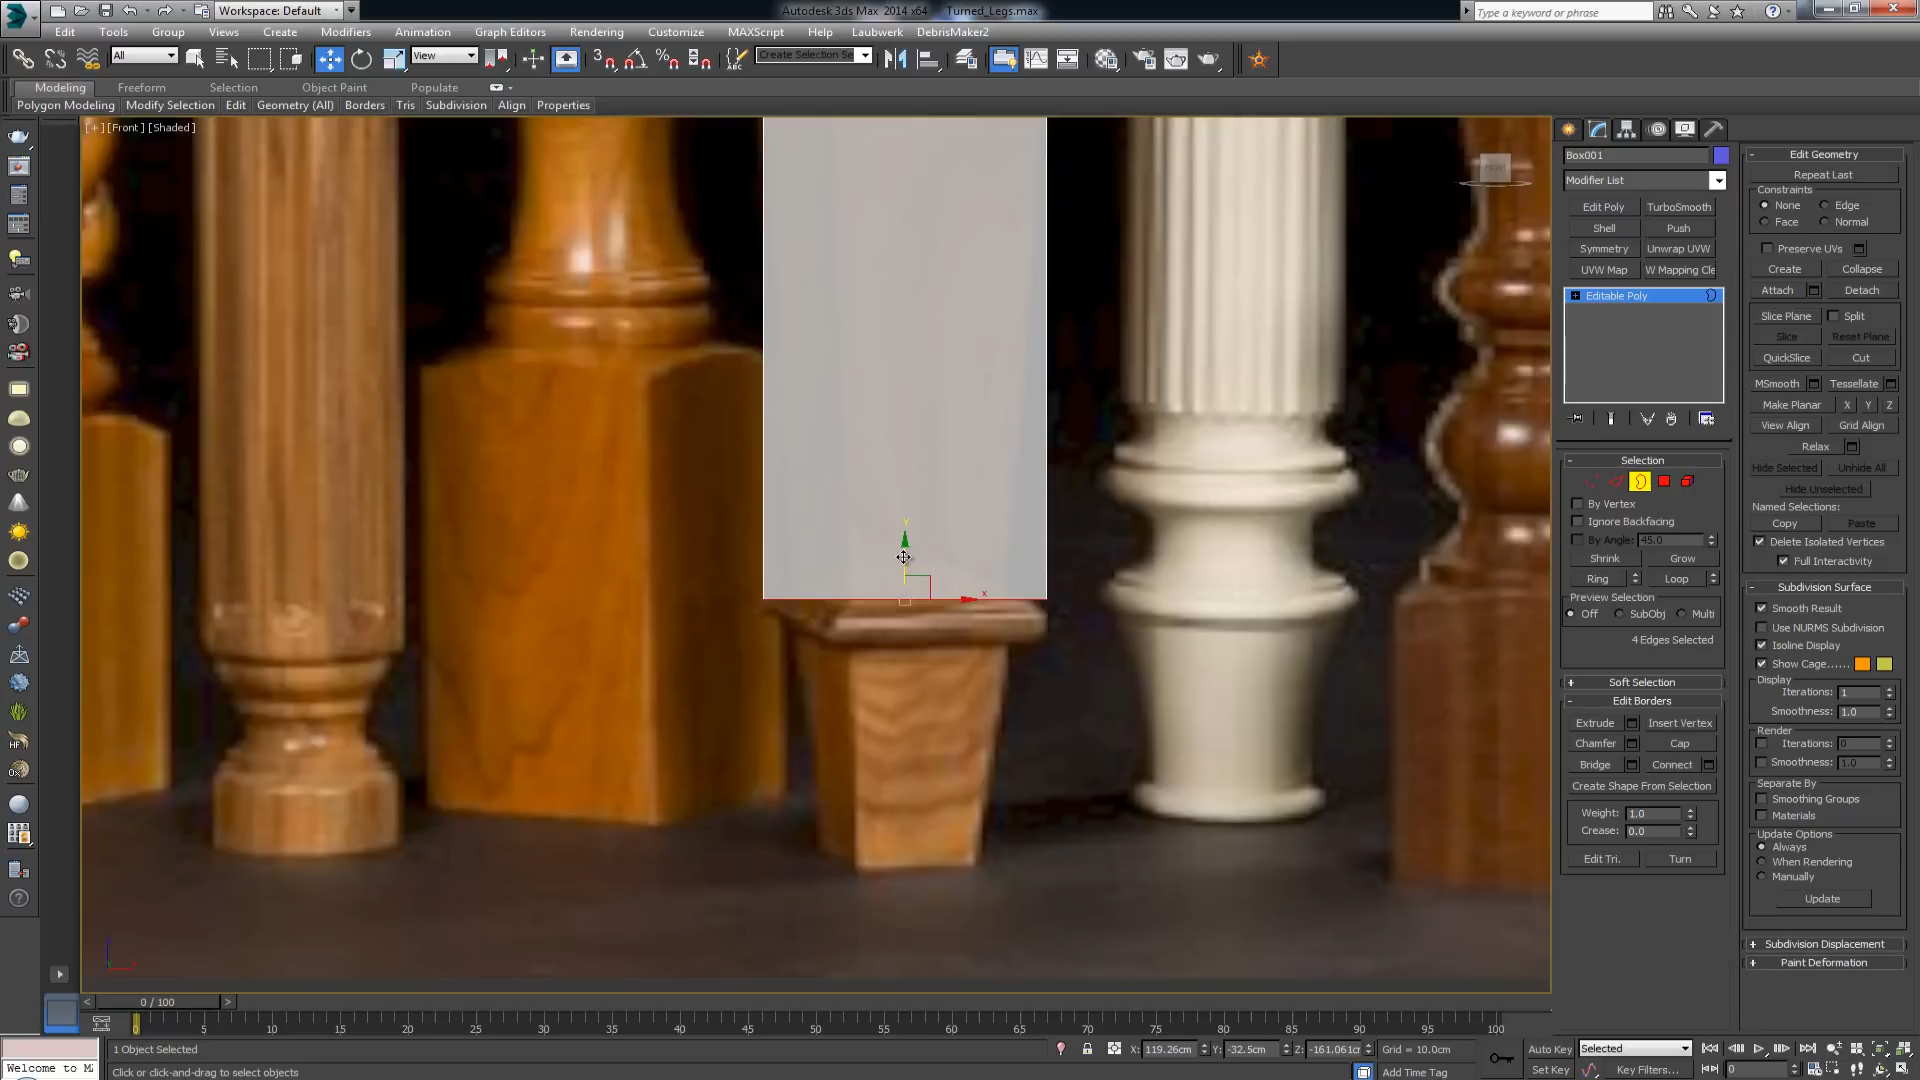 Workspace: Default
Autodesk 3ds Max 2014 x64 Turned_Legs.max
Type a keyword or phrase
Edit Tools Group Views Create Modifiers Animation Graph Editors Rendering Customize MAXScript Help Laubwerk DebrisMaker2
All View Create Selection Se
Modeling Freeform Selection Object Paint Populate
Polygon Modeling Modify Selection Edit Geometry (All) Borders Tris Subdivision Align Properties
[+] [Front] [Shaded]
FRONT
y
x
Box001
Modifier List
Edit Poly TurboSmooth
Shell Push
Symmetry Unwrap UVW
UVW Map W Mapping Cle
Editable Poly
Selection
By Vertex
Ignore Backfacing
By Angle: 45.0
Shrink Grow
Ring Loop
Preview Selection
Off SubObj Multi
4 Edges Selected
Soft Selection
Edit Borders
Extrude Insert Vertex
Chamfer Cap
Bridge Connect
Create Shape From Selection
Weight: 1.0
Crease: 0.0
Edit Tri. Turn
Edit Geometry
Repeat Last
Constraints
None Edge
Face Normal
Preserve UVs
Create Collapse
Attach Detach
Slice Plane Split
Slice Reset Plane
QuickSlice Cut
MSmooth Tessellate
Make Planar X Y Z
View Align Grid Align
Relax
Hide Selected Unhide All
Hide Unselected
Named Selections:
Copy Paste
Delete Isolated Vertices
Full Interactivity
Subdivision Surface
Smooth Result
Use NURMS Subdivision
Isoline Display
Show Cage......
Display
Iterations: 1
Smoothness: 1.0
Render
Iterations: 0
Smoothness: 1.0
Separate By
Smoothing Groups
Materials
Update Options
Always
When Rendering
Manually
Update
Subdivision Displacement
Paint Deformation
0 / 100
0 5 10 15 20 25 30 35 40 45 50 55 60 65 70 75 80 85 90 95 100
1 Object Selected
X: 119.26cm Y: -32.5cm Z: -161.061c Grid = 10.0cm
Auto Key Selected
Welcome to M
Click or click-and-drag to select objects
Add Time Tag
Set Key Key Filters... 0